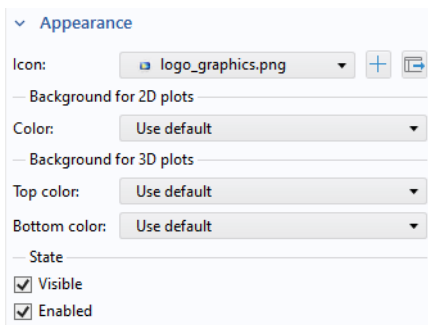 Appearance
Icon: logo_graphics.png
Background for 2D plots
Color: Use default
Background for 3D plots
Top color: Use default
Bottom color: Use default
State
Visible
Enabled